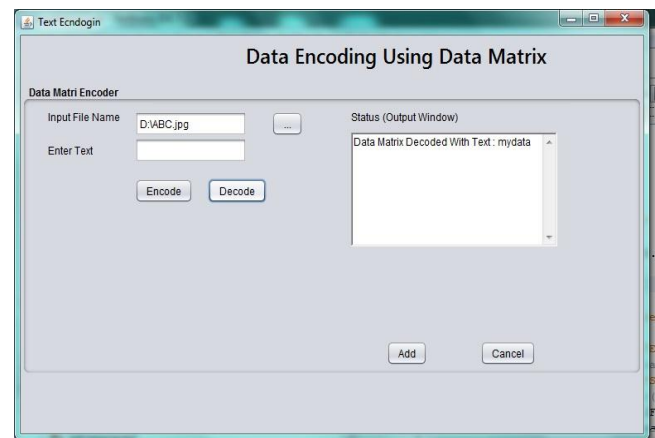 Text Ecndogin
Data Encoding Using Data Matrix
Data Matri Encoder
Input File Name
D:\ABC.jpg
...
Enter Text
Encode
Decode
Status (Output Window)
Data Matrix Decoded With Text : mydata
Add
Cancel